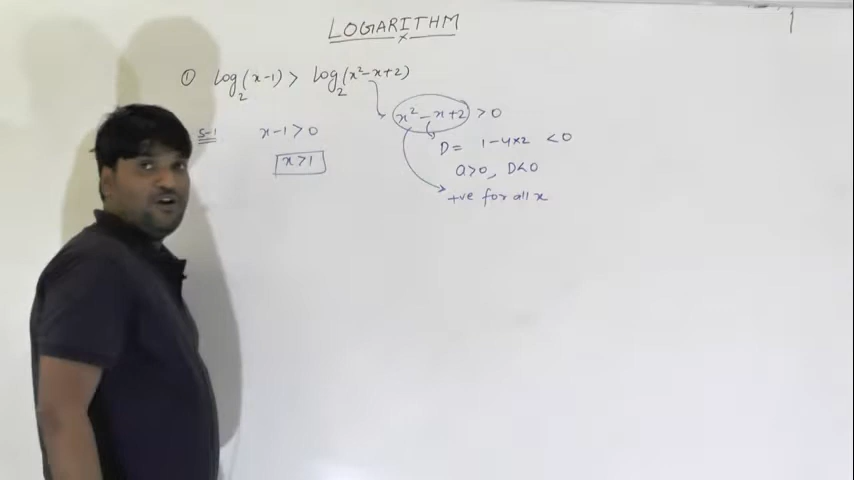 LOGARITHM
① log₂(x-1) > log₂(x²-x+2)
x²-x+2 > 0
S-1 x-1>0
D = 1-4×2 <0
x>1
a>0, D<0
+ve for all x